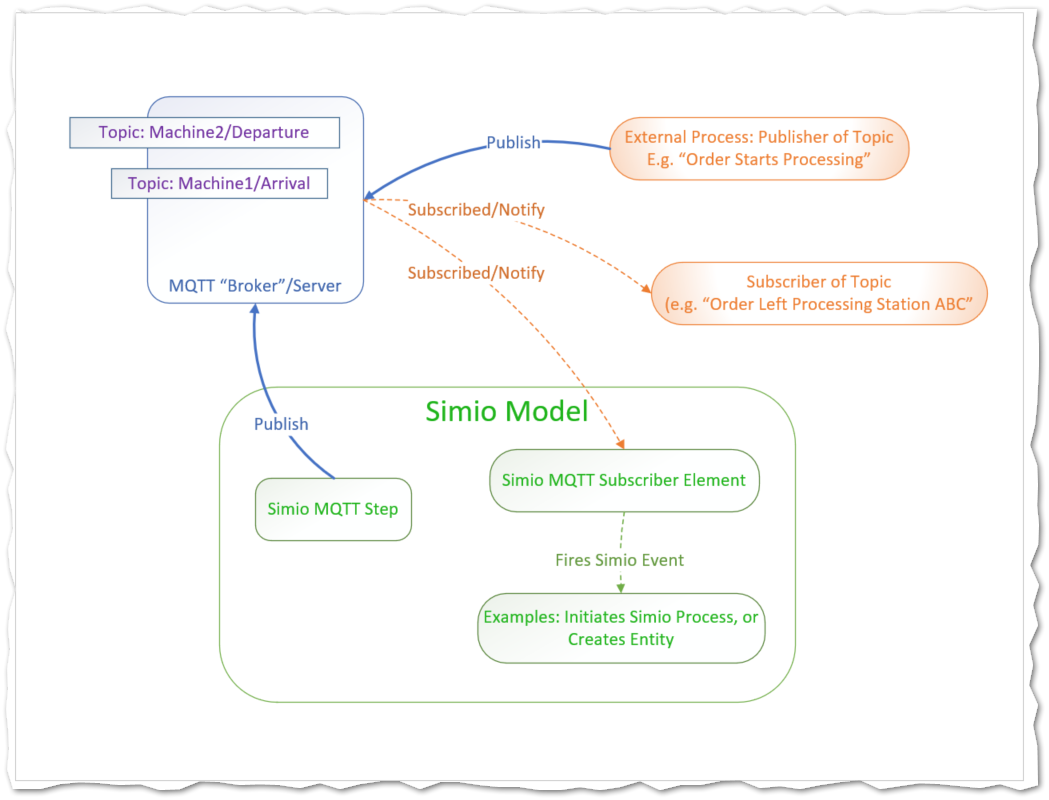 Topic: Machine2/Departure
Topic: Machine1/Arrival
MQTT “Broker”/Server
Publish
External Process: Publisher of Topic
E.g. “Order Starts Processing”
Subscribed/Notify
Subscribed/Notify
Subscriber of Topic
(e.g. “Order Left Processing Station ABC”
Publish
Simio Model
Simio MQTT Step
Simio MQTT Subscriber Element
Fires Simio Event
Examples: Initiates Simio Process, or
Creates Entity